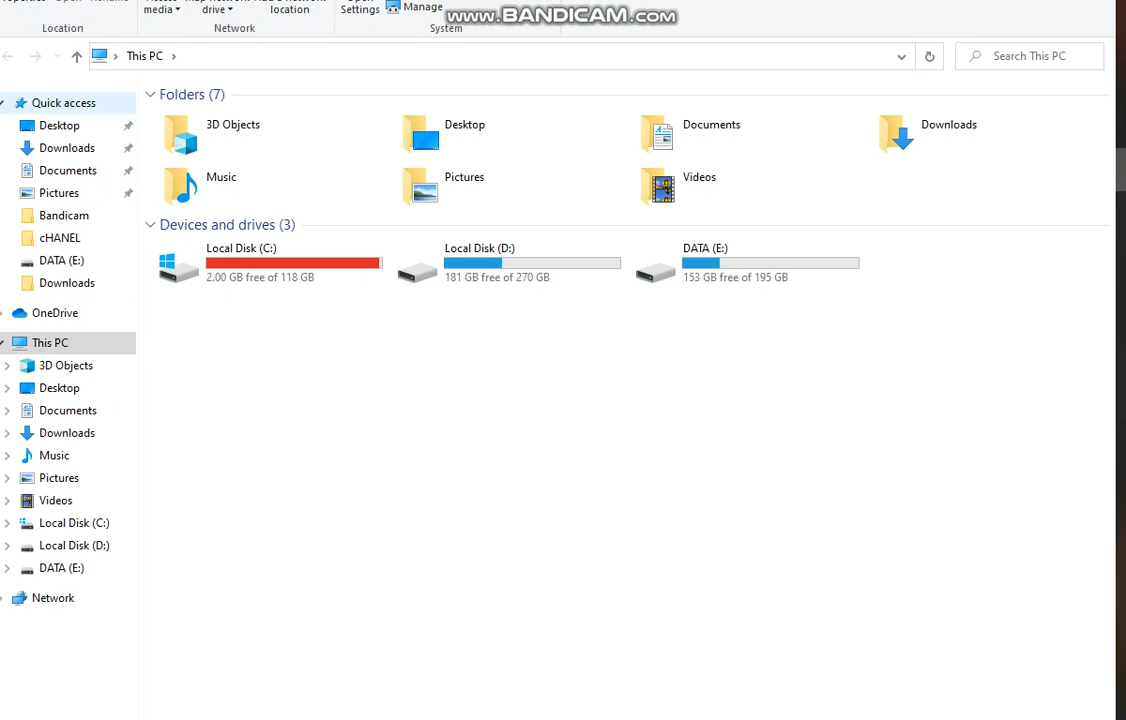 media
drive
location
Settings
Manage
www.BANDICAM.com
Location
Network
System
This PC
Search This PC
Quick access
Desktop
Downloads
Documents
Pictures
Bandicam
cHANEL
DATA (E:)
Downloads
OneDrive
This PC
3D Objects
Desktop
Documents
Downloads
Music
Pictures
Videos
Local Disk (C:)
Local Disk (D:)
DATA (E:)
Network
Folders (7)
3D Objects
Desktop
Documents
Downloads
Music
Pictures
Videos
Devices and drives (3)
Local Disk (C:)
2.00 GB free of 118 GB
Local Disk (D:)
181 GB free of 270 GB
DATA (E:)
153 GB free of 195 GB